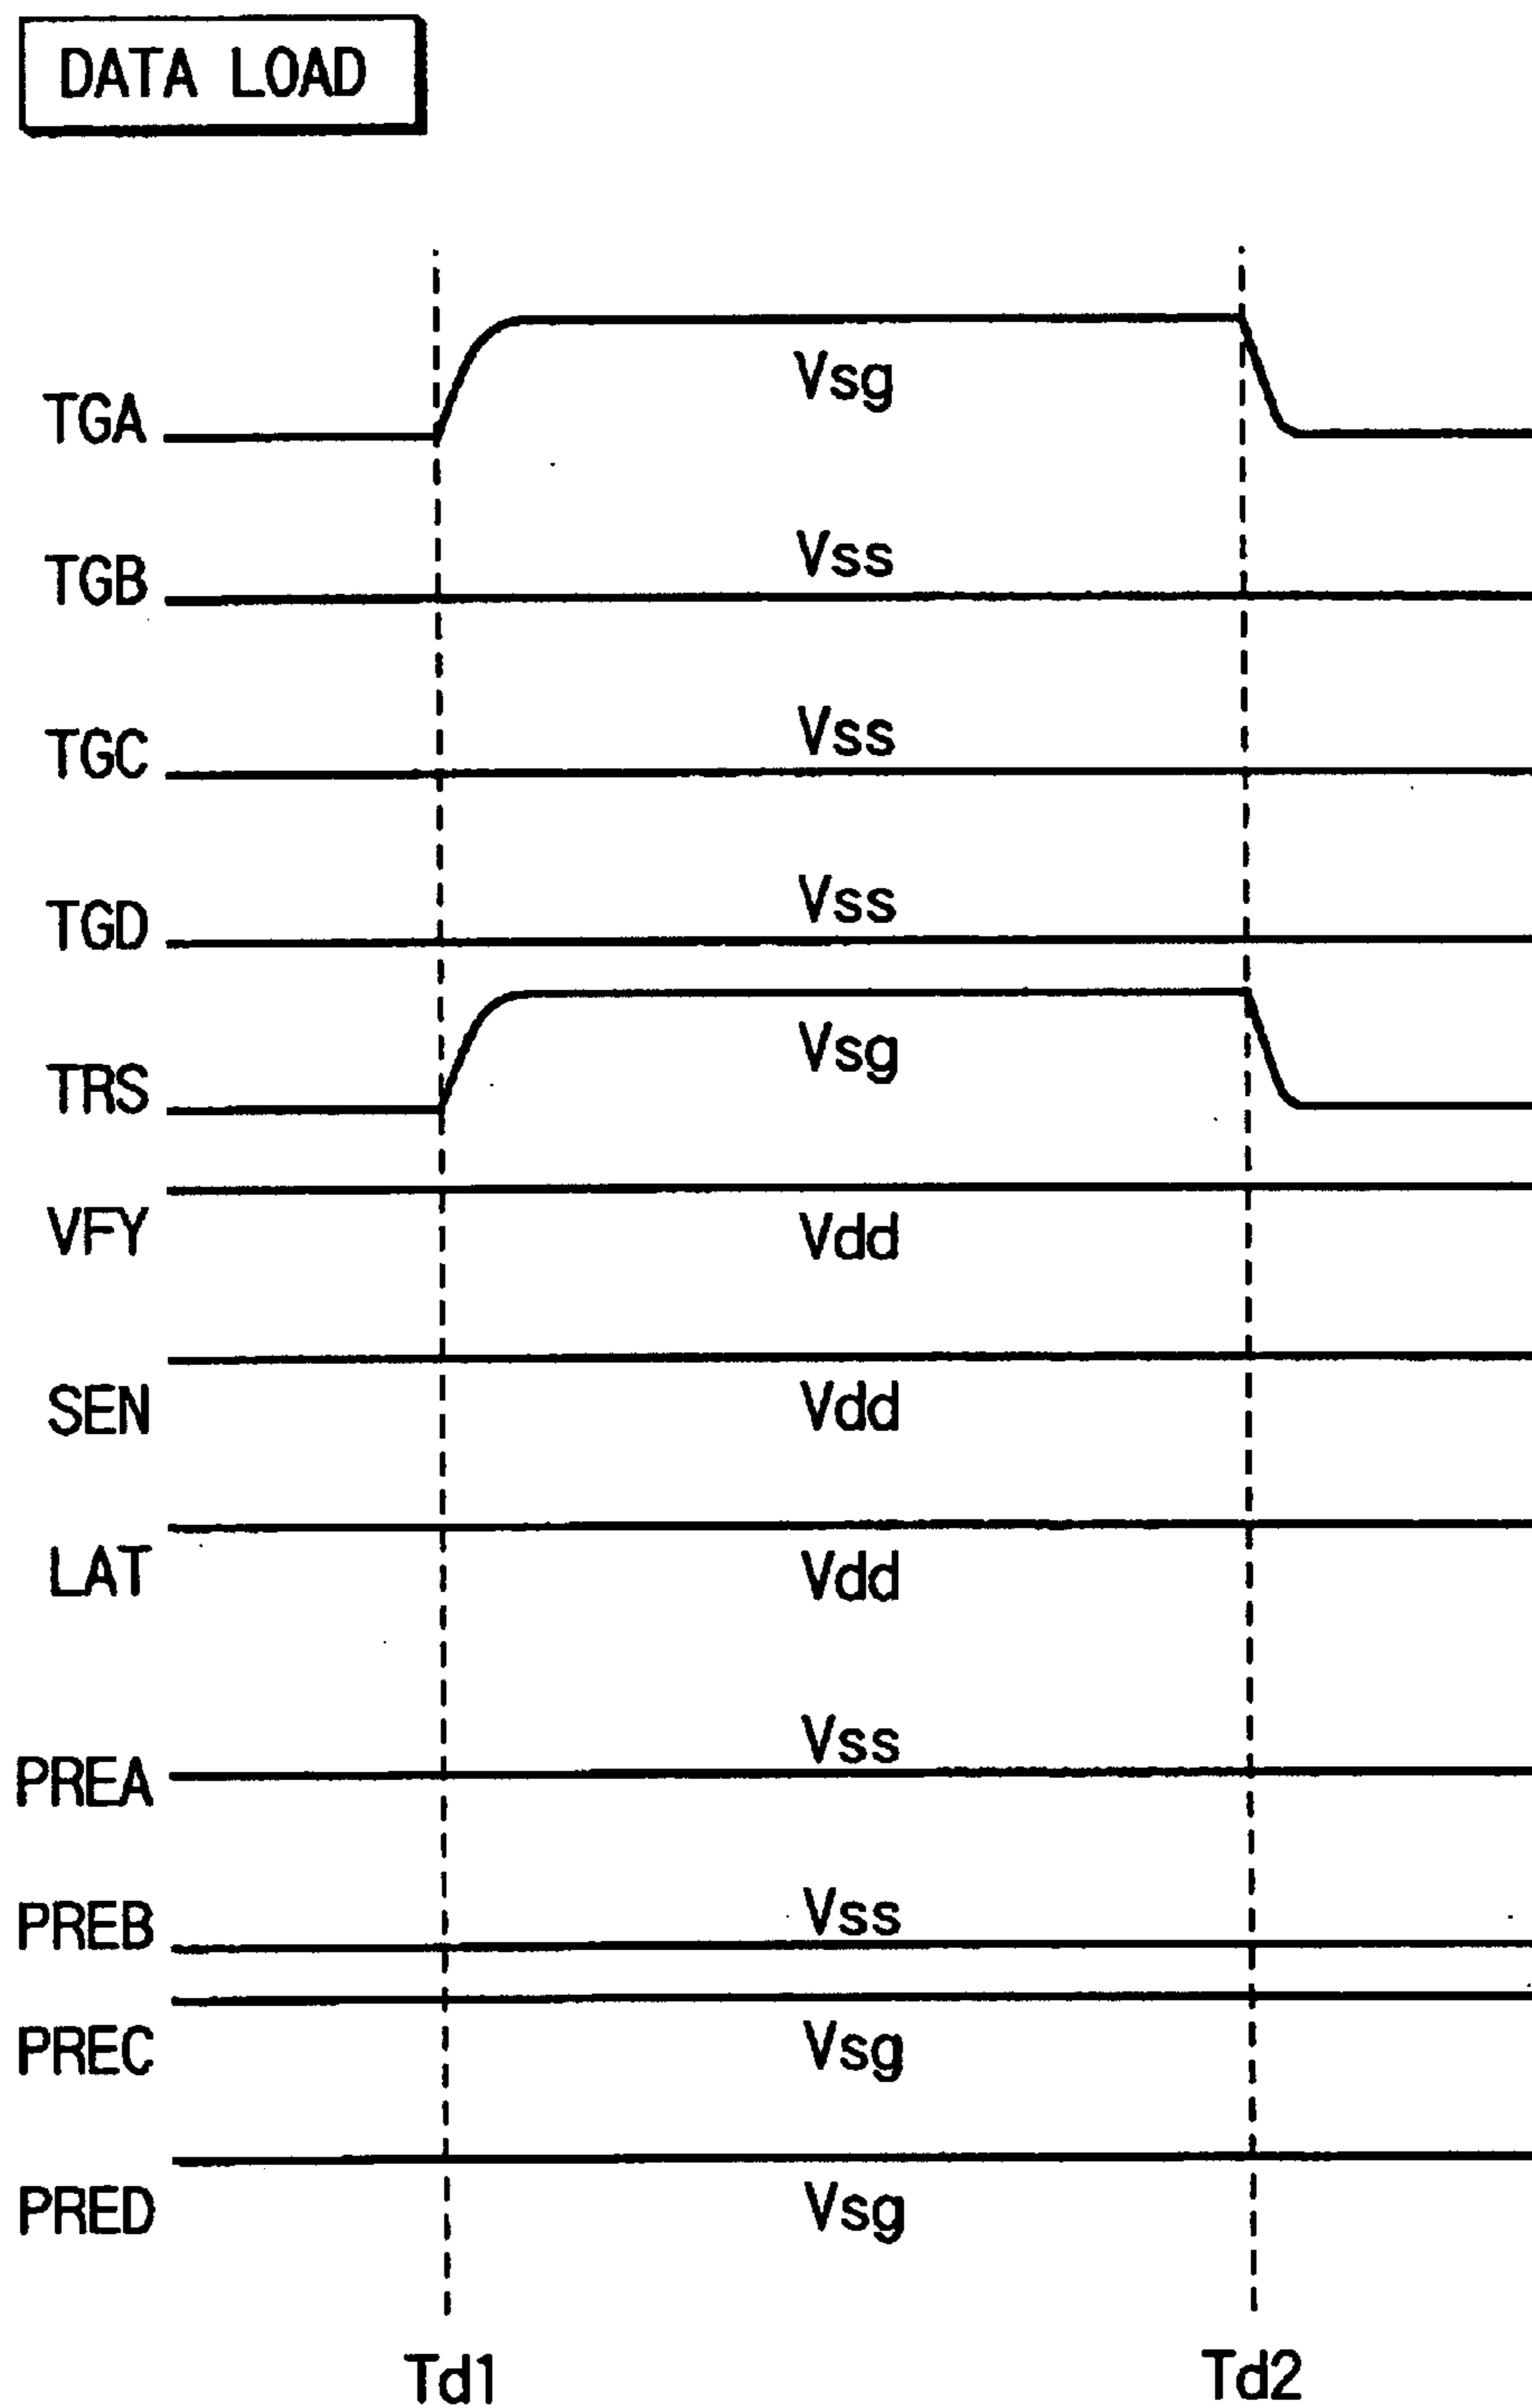 DATA LOAD
Vsg
TGA
Vss
TGB
Vss
TGC
Vss
TGD
Vsg
TRS
VFY
Vdd
SEN
Vdd
LAT
Vdd
Vss
PREA
Vss
PREB
PREC
Vsg
PRED
Vsg
Td1
Td2